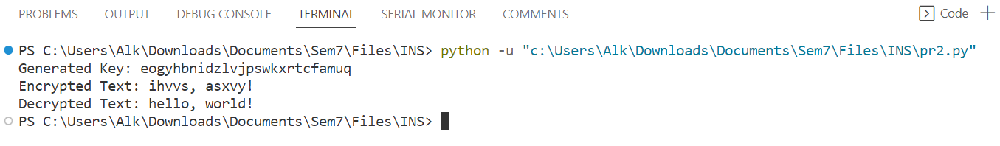 PROBLEMS OUTPUT DEBUG CONSOLE TERMINAL SERIAL MONITOR COMMENTS Code
PS C:\Users\Alk\Downloads\Documents\Sem7\Files\INS> python -u "c:\Users\Alk\Downloads\Documents\Sem7\Files\INS\pr2.py"
Generated Key: eogyhbnidzlvjpswkxrtcfamuq
Encrypted Text: ihvvs, asxvy!
Decrypted Text: hello, world!
PS C:\Users\Alk\Downloads\Documents\Sem7\Files\INS>